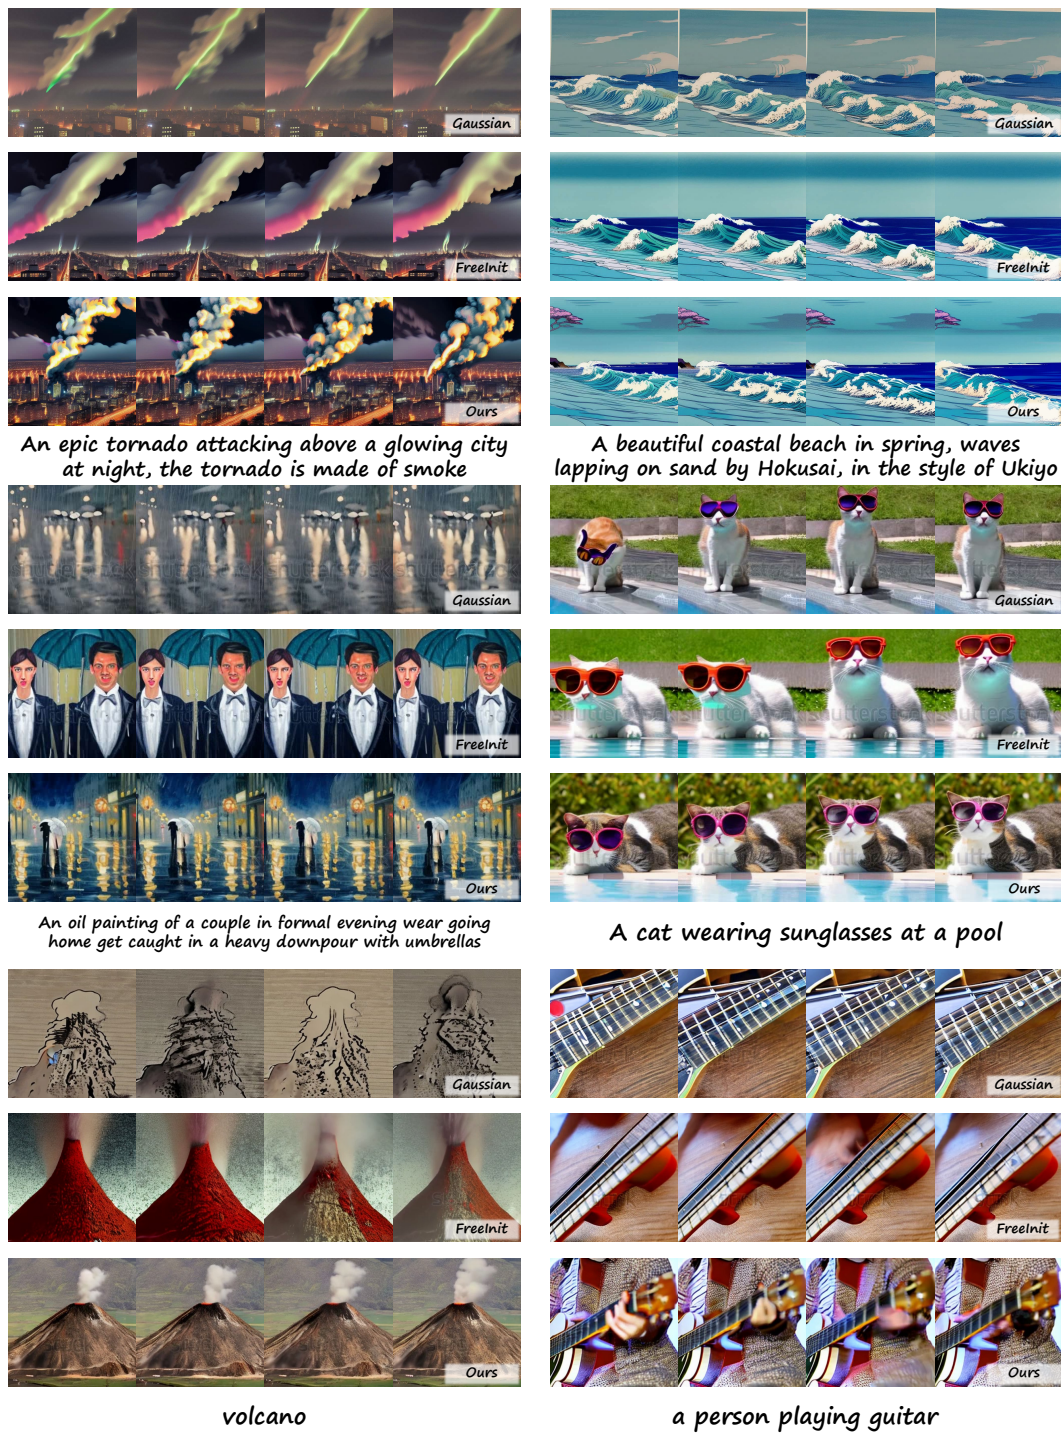 Gaussian
FreeInit
Ours
An epic tornado attacking above a glowing city
at night, the tornado is made of smoke
Gaussian
FreeInit
Ours
A beautiful coastal beach in spring, waves
lapping on sand by Hokusai, in the style of Ukiyo
Gaussian
FreeInit
Ours
An oil painting of a couple in formal evening wear going
home get caught in a heavy downpour with umbrellas
Gaussian
FreeInit
Ours
A cat wearing sunglasses at a pool
Gaussian
FreeInit
Ours
volcano
Gaussian
FreeInit
Ours
a person playing guitar